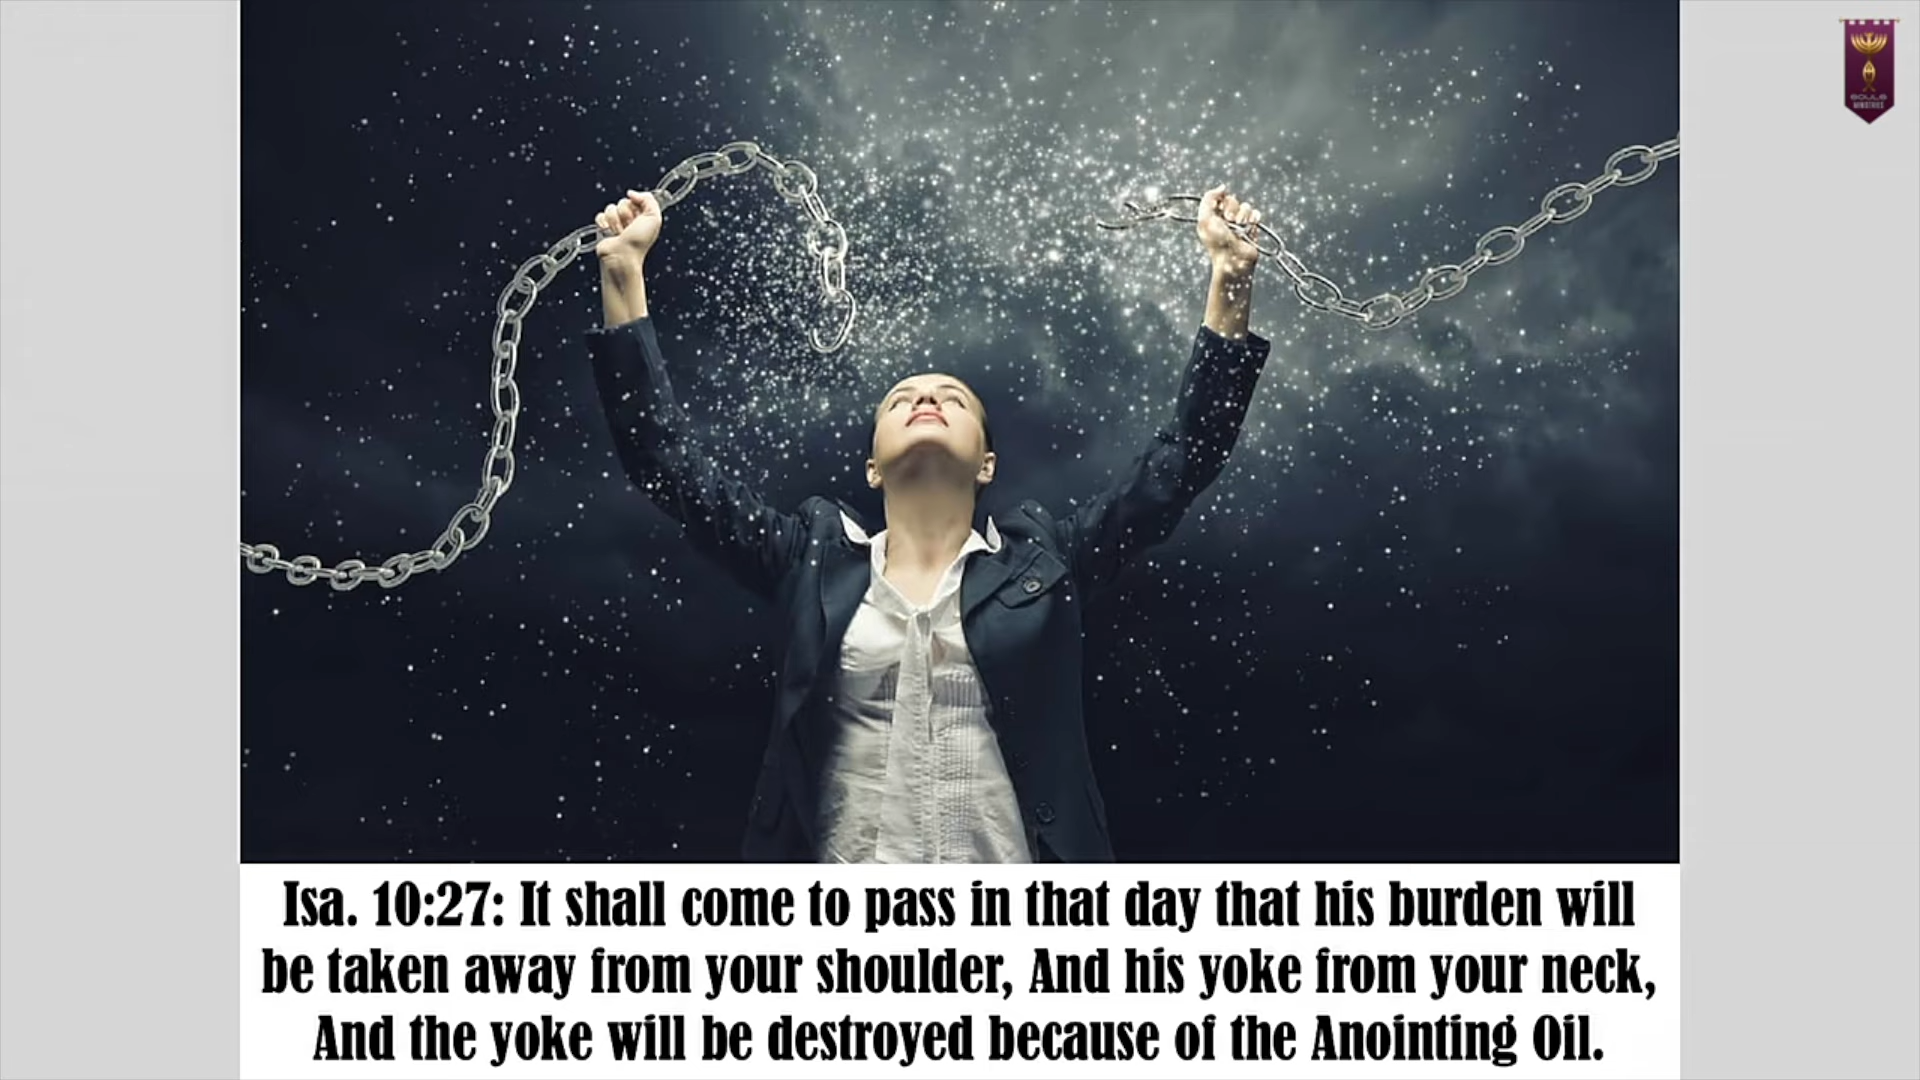 SOULS
MINISTRIES
Isa. 10:27: It shall come to pass in that day that his burden will
be taken away from your shoulder, And his yoke from your neck,
And the yoke will be destroyed because of the Anointing Oil.